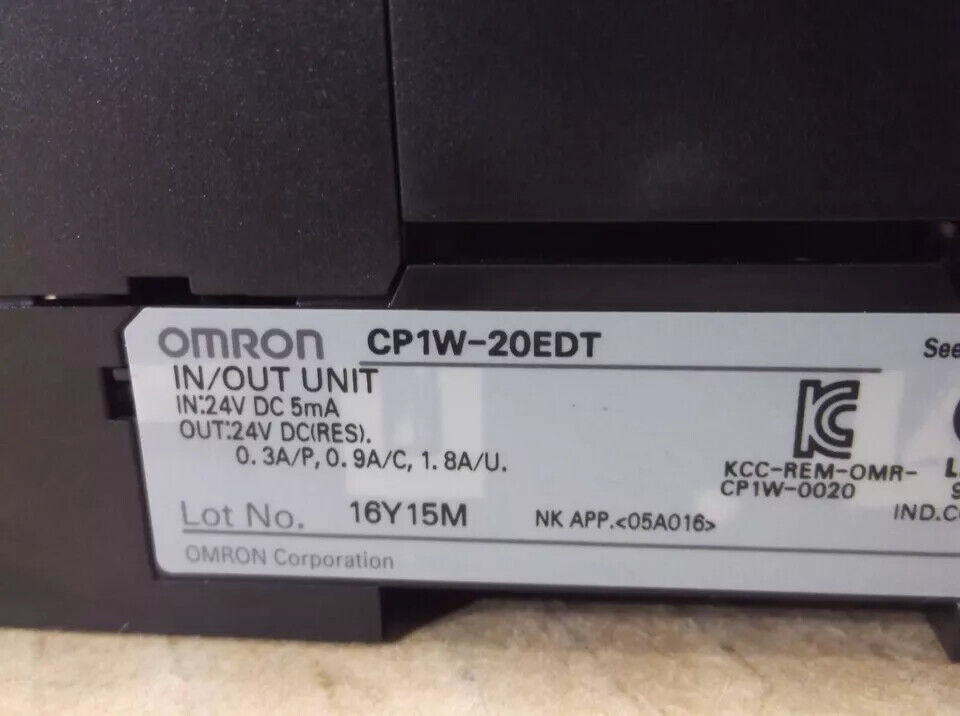 OMRON CP1W-20EDT
See
IN/OUT UNIT
IN:24V DC 5mA
OUT:24V DC(RES).
0.3A/P, 0.9A/C, 1.8A/U.
KCC-REM-OMR-
CP1W-0020
Lot No. 16Y15M
NK APP.<05A016>
OMRON Corporation